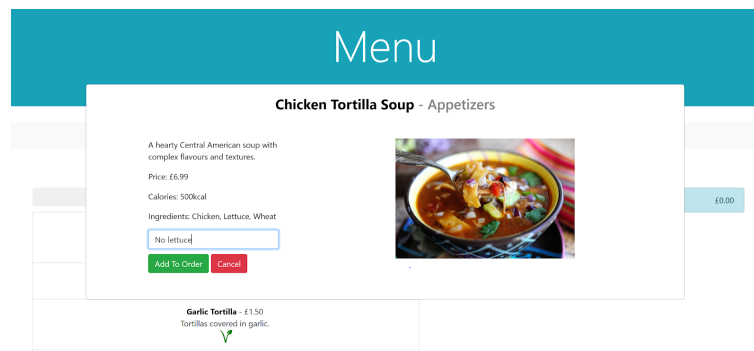 Menu
Chicken Tortilla Soup - Appetizers
A hearty Central American soup with
complex flavours and textures.
Price: £6.99
Calories: 500kcal
Ingredients: Chicken, Lettuce, Wheat
No lettuce
Add To Order Cancel
£0.00
Garlic Tortilla - £1.50
Tortillas covered in garlic.